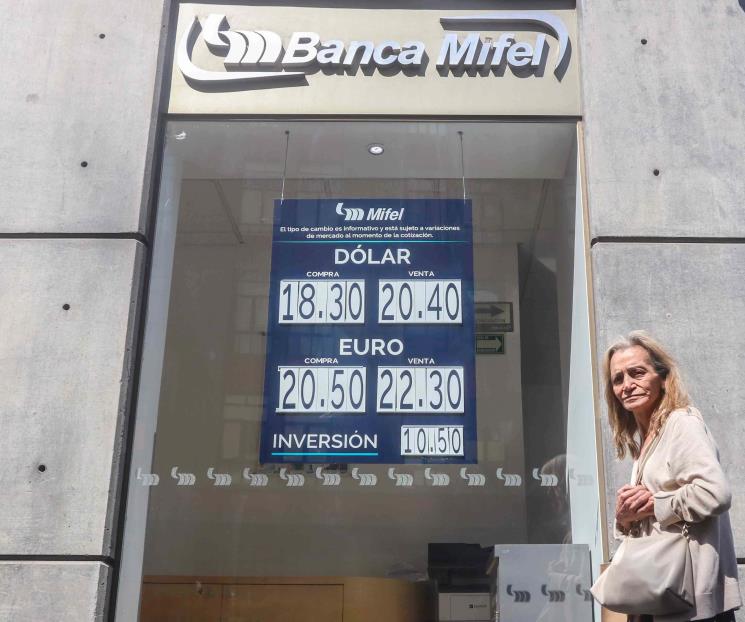 Banca Mifel
Mifel
El tipo de cambio es informativo y está sujeto a variaciones
de mercado al momento de la cotización.
DÓLAR
COMPRA VENTA
18.30 20.40
EURO
COMPRA VENTA
20.50 22.30
INVERSIÓN 10.50